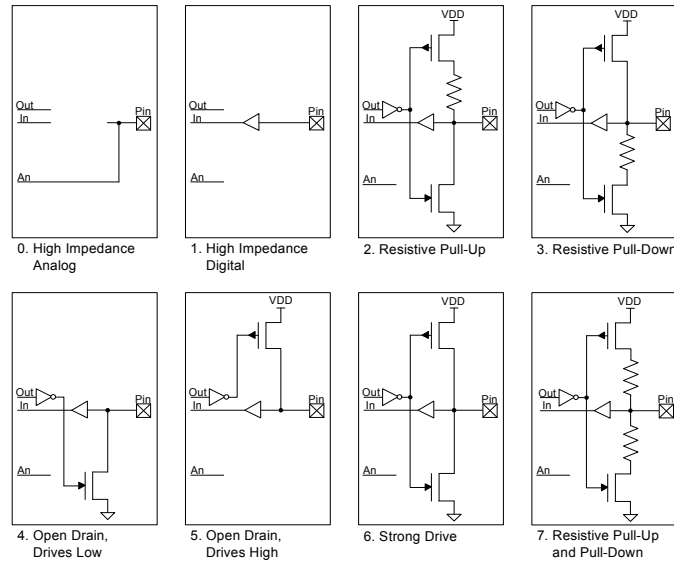 VDD
VDD
Out
In
Pin
An
Out
In
Pin
An
Out
In
Pin
An
Out
In
Pin
An
0. High Impedance
Analog
1. High Impedance
Digital
2. Resistive Pull-Up
3. Resistive Pull-Down
VDD
VDD
VDD
Out
In
Pin
An
Out
In
Pin
An
Out
In
Pin
An
Out
In
Pin
An
4. Open Drain,
Drives Low
5. Open Drain,
Drives High
6. Strong Drive
7. Resistive Pull-Up
and Pull-Down